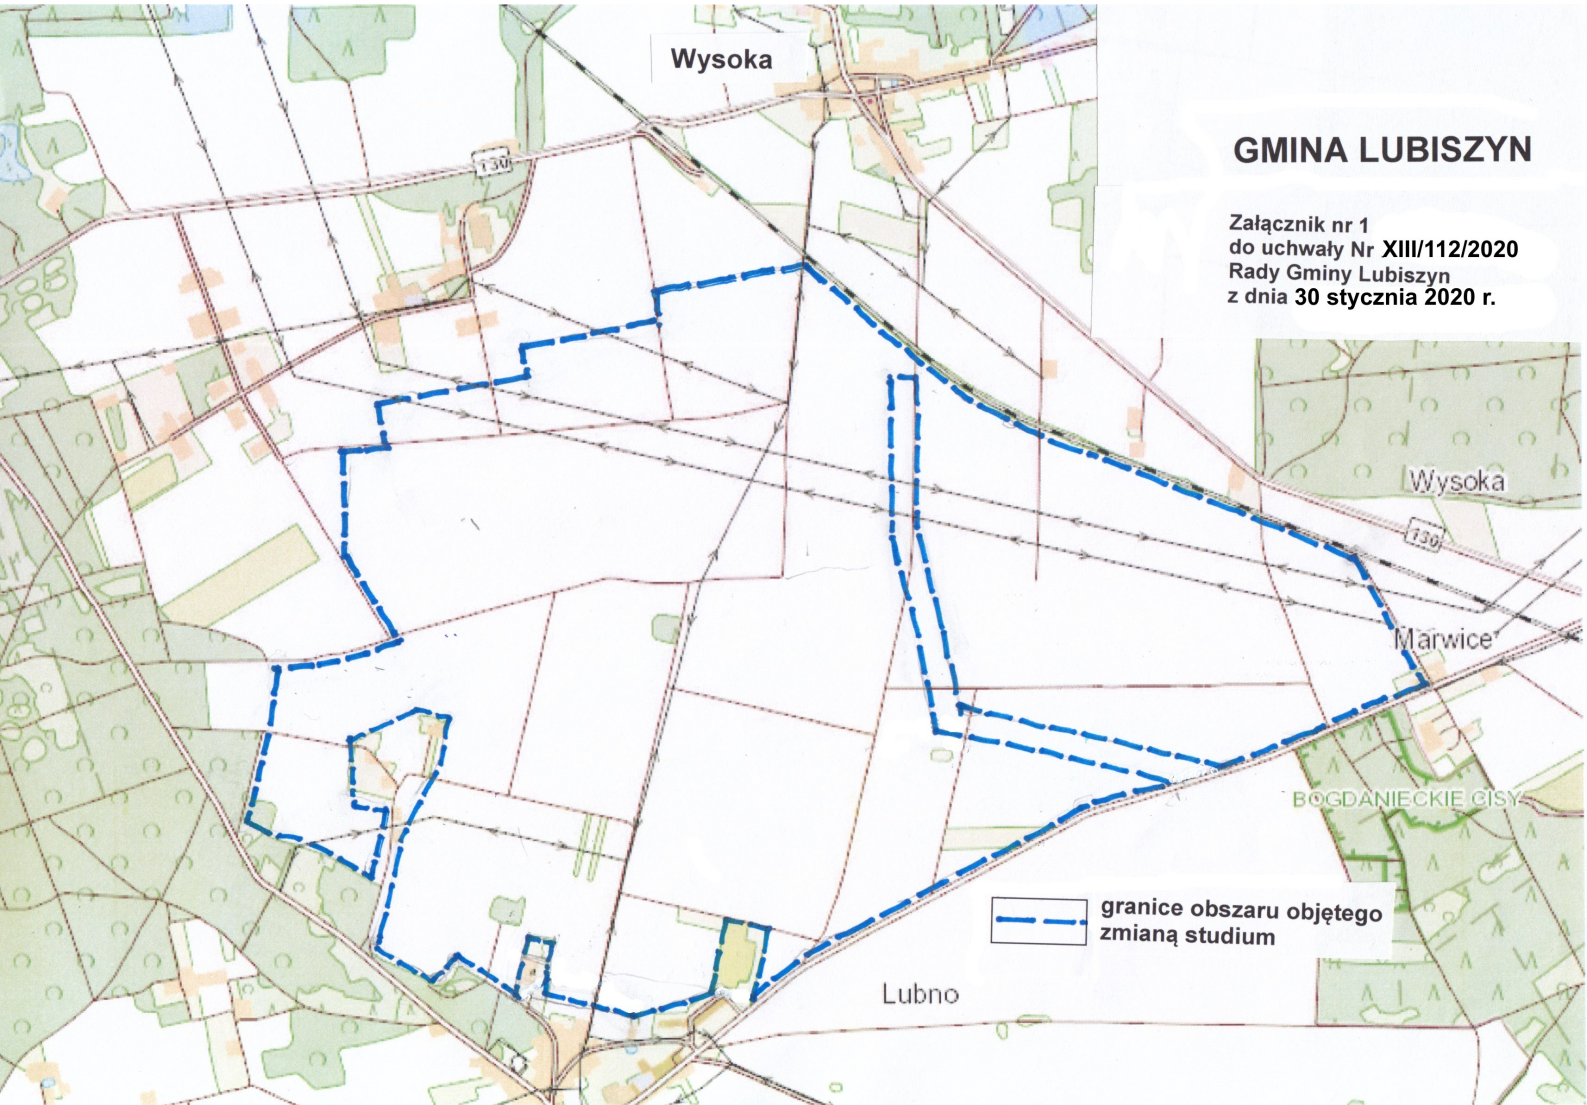 Wysoka
GMINA LUBISZYN
130
Załącznik nr 1
do uchwały Nr XIII/112/2020
Rady Gminy Lubiszyn
z dnia 30 stycznia 2020 r.
Wysoka
130
Marwice
BOGDANIECKIE CISY
granice obszaru objętego
zmianą studium
Lubno